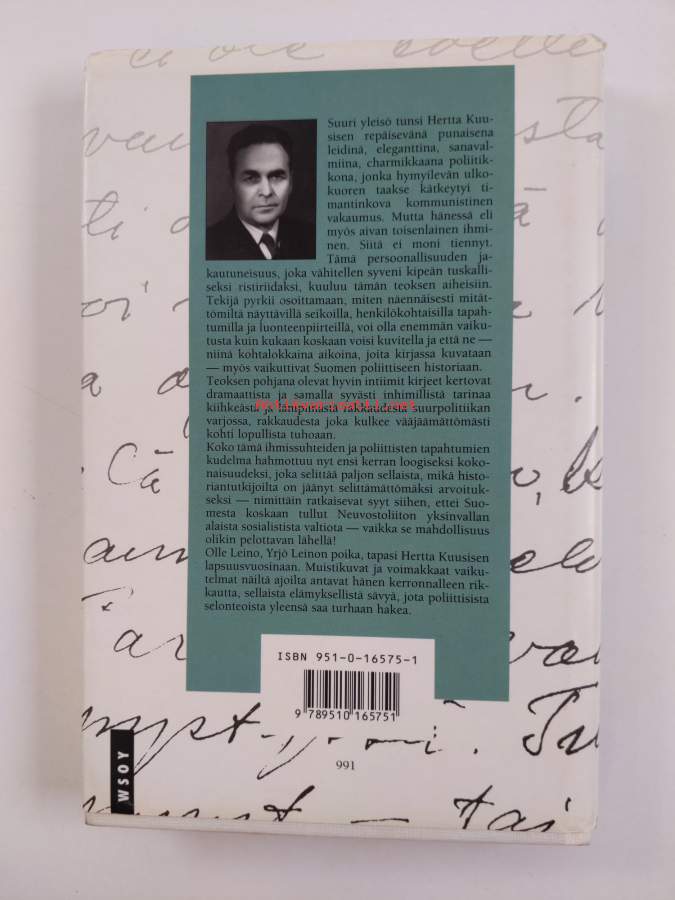 Suuri yleisö tunsi Hertta Kuu-
sisen repäisevänä punaisena
leidinä, eleganttina, sanaval-
miina, charmikkaana poliitik-
kona, jonka hymyilevän ulko-
kuoren taakse kätkeytyi ti-
mantinkova kommunistinen
vakaumus. Mutta hänessä eli
myös aivan toisenlainen ihmi-
nen. Siitä ei moni tiennyt.
Tämä persoonallisuuden ja-
kautuneisuus, joka vähitellen syveni kipeän tuskalli-
seksi ristiriidaksi, kuuluu tämän teoksen aiheisiin.
Tekijä pyrkii osoittamaan, miten näennäisesti mität-
tömiltä näyttävillä seikoilla, henkilökohtaisilla tapah-
tumilla ja luonteenpiirteillä, voi olla enemmän vaiku-
tusta kuin kukaan koskaan voisi kuvitella ja että ne —
niinä kohtalokkaina aikoina, joita kirjassa kuvataan
— myös vaikuttivat Suomen poliittiseen historiaan.
Teoksen pohjana olevat hyvin intiimit kirjeet kertovat
dramaattista ja samalla syvästi inhimillistä tarinaa
kiihkeästä ja lämpimästä rakkaudesta suurpolitiikan
varjossa, rakkaudesta joka kulkee vääjäämättömästi
kohti lopullista tuhoaan.
Koko tämä ihmissuhteiden ja poliittisten tapahtumien
kudelma hahmottuu nyt ensi kerran loogiseksi koko-
naisuudeksi, joka selittää paljon sellaista, mikä histo-
riantutkijoilta on jäänyt selittämättömäksi arvoituk-
seksi — nimittäin ratkaisevat syyt siihen, ettei Suo-
mesta koskaan tullut Neuvostoliiton yksinvallan
alaista sosialistista valtiota — vaikka se mahdollisuus
olikin pelottavan lähellä!
Olle Leino, Yrjö Leinon poika, tapasi Hertta Kuusisen
lapsuusvuosinaan. Muistikuvat ja voimakkaat vaiku-
telmat näiltä ajoilta antavat hänen kerronnalleen rik-
kautta, sellaista elämyksellistä sävyä, jota poliittisista
selonteoista yleensä saa turhaan hakea.
ISBN 951-0-16575-1
9 789510 165751
991
WSOY